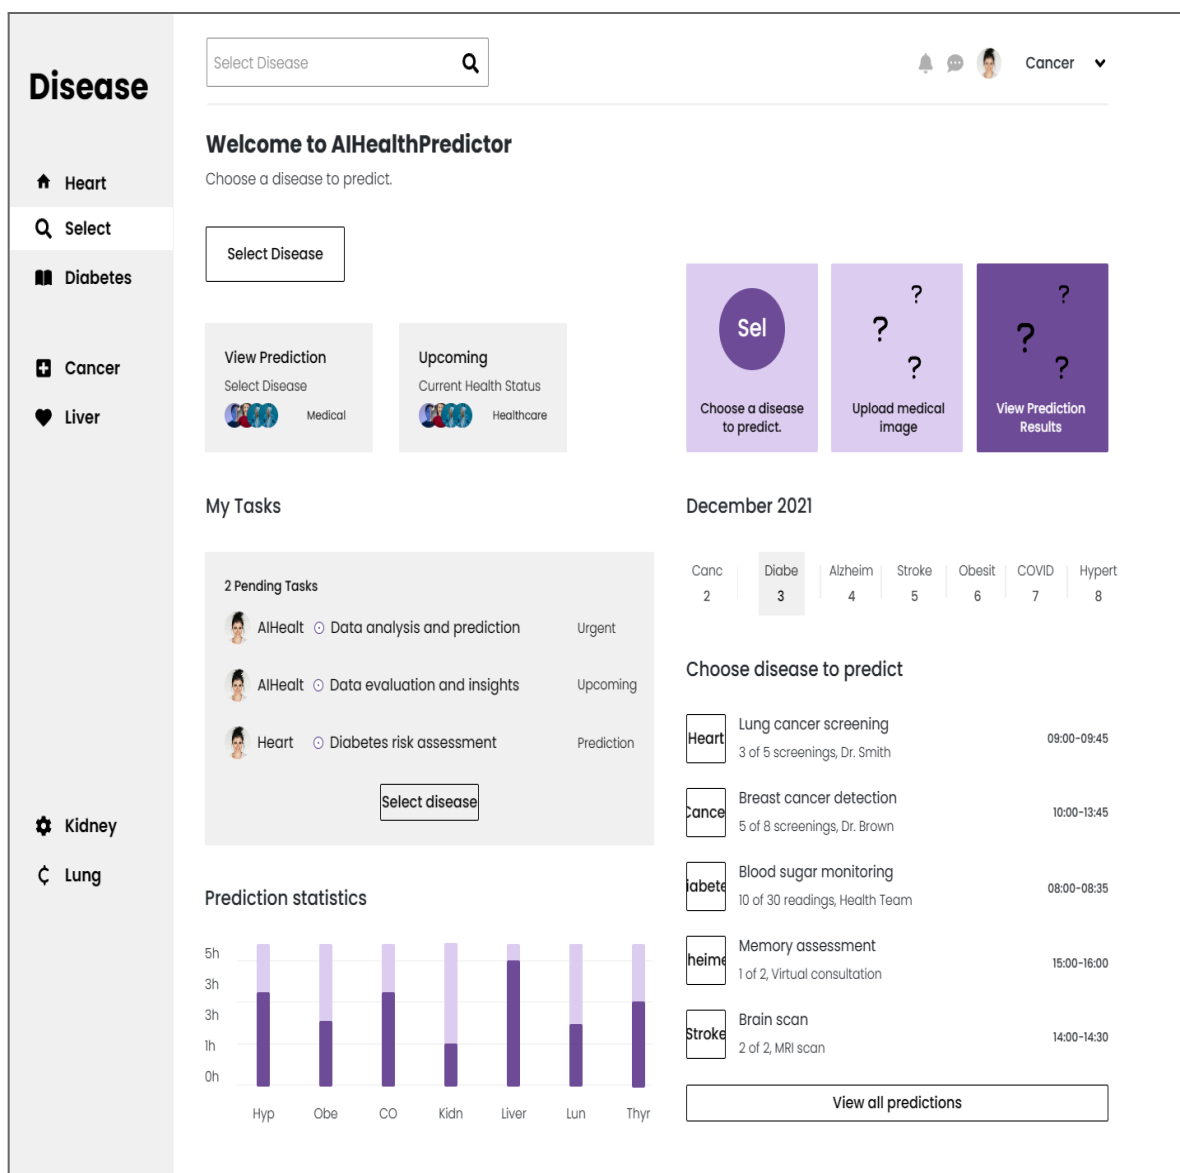 Disease
Heart
Select
Diabetes
Cancer
Liver
Kidney
Lung
Select Disease
Cancer
Welcome to AIHealthPredictor
Choose a disease to predict.
Select Disease
View Prediction
Select Disease
Medical
Upcoming
Current Health Status
Healthcare
Sel
Choose a disease
to predict.
?
?
?
Upload medical
image
?
?
?
View Prediction
Results
My Tasks
2 Pending Tasks
AIHealt Data analysis and prediction Urgent
AIHealt Data evaluation and insights Upcoming
Heart Diabetes risk assessment Prediction
Select disease
December 2021
Canc Diabe Alzheim Stroke Obesit COVID Hypert
2 3 4 5 6 7 8
Choose disease to predict
Heart
Lung cancer screening
3 of 5 screenings, Dr. Smith
09:00-09:45
Cance
Breast cancer detection
5 of 8 screenings, Dr. Brown
10:00-13:45
iabete
Blood sugar monitoring
10 of 30 readings, Health Team
08:00-08:35
heime
Memory assessment
1 of 2, Virtual consultation
15:00-16:00
Stroke
Brain scan
2 of 2, MRI scan
14:00-14:30
View all predictions
Prediction statistics
5h
3h
3h
1h
0h
Hyp Obe CO Kidn Liver Lun Thyr